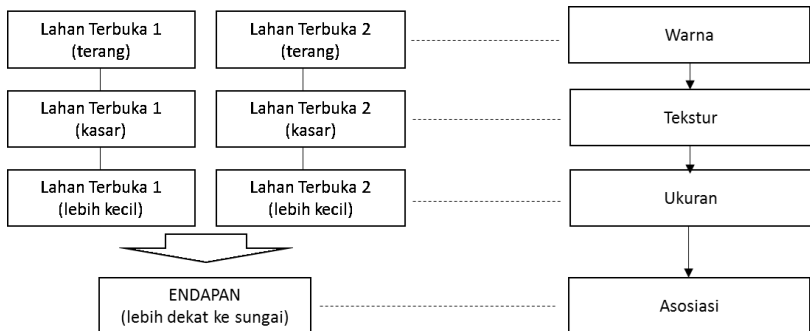 Lahan Terbuka 1
(terang)
Lahan Terbuka 2
(terang)
Warna
Lahan Terbuka 1
(kasar)
Lahan Terbuka 2
(kasar)
Tekstur
Lahan Terbuka 1
(lebih kecil)
Lahan Terbuka 2
(lebih kecil)
Ukuran
ENDAPAN
(lebih dekat ke sungai)
Asosiasi